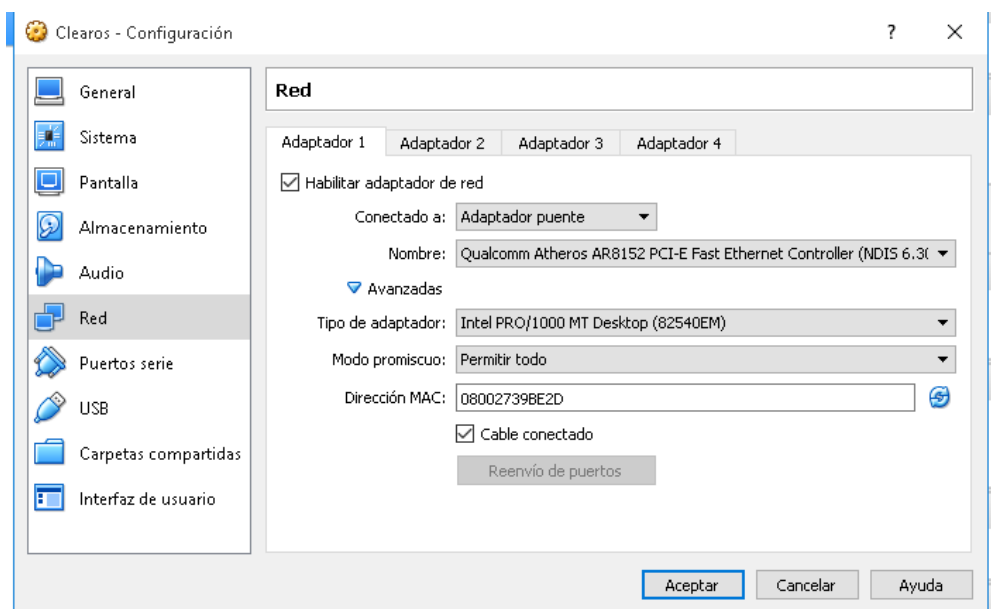 Clearos - Configuración
?
General
Sistema
Pantalla
Almacenamiento
Audio
Red
Puertos serie
USB
Carpetas compartidas
Interfaz de usuario
Red
Adaptador 1 Adaptador 2 Adaptador 3 Adaptador 4
Habilitar adaptador de red
Conectado a: Adaptador puente
Nombre: Qualcomm Atheros AR8152 PCI-E Fast Ethernet Controller (NDIS 6.30
Avanzadas
Tipo de adaptador: Intel PRO/1000 MT Desktop (82540EM)
Modo promiscuo: Permitir todo
Dirección MAC: 08002739BE2D
Cable conectado
Reenvío de puertos
Aceptar Cancelar Ayuda